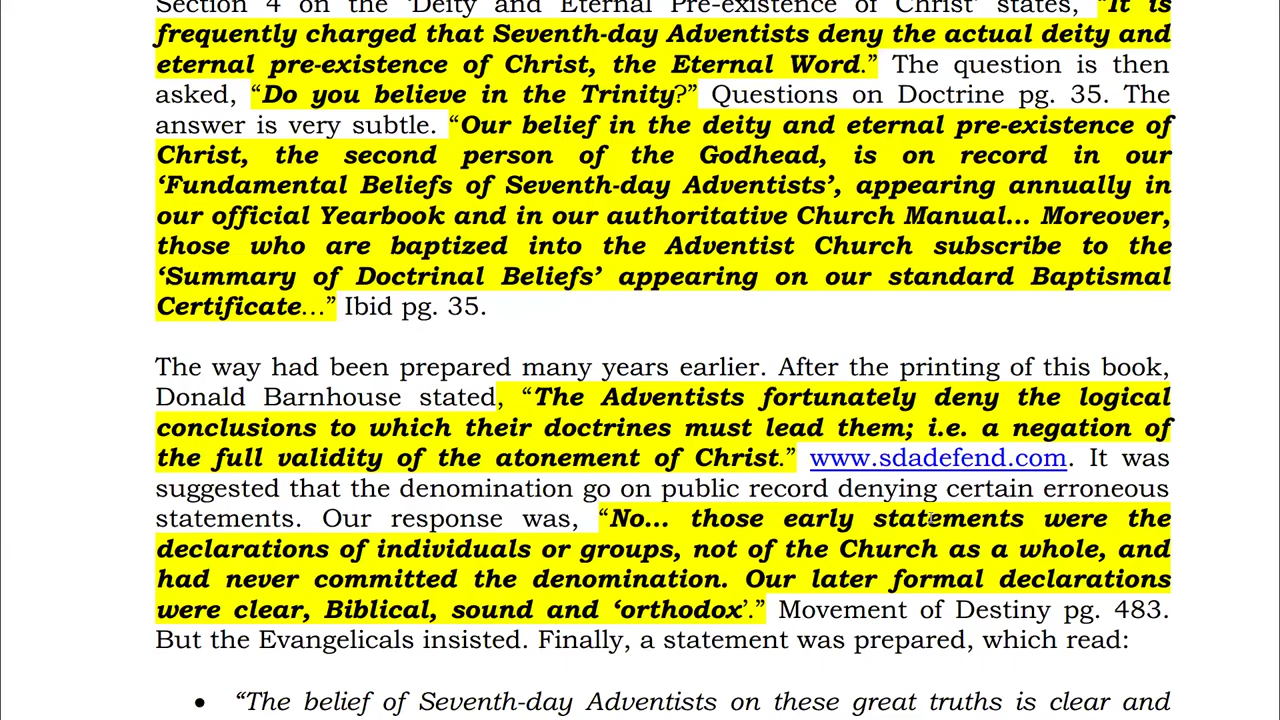 Section 4 on the ‘Deity and Eternal Pre-existence of Christ’ states, “It is
frequently charged that Seventh-day Adventists deny the actual deity and
eternal pre-existence of Christ, the Eternal Word.” The question is then
asked, “Do you believe in the Trinity?” Questions on Doctrine pg. 35. The
answer is very subtle. “Our belief in the deity and eternal pre-existence of
Christ, the second person of the Godhead, is on record in our
‘Fundamental Beliefs of Seventh-day Adventists’, appearing annually in
our official Yearbook and in our authoritative Church Manual… Moreover,
those who are baptized into the Adventist Church subscribe to the
‘Summary of Doctrinal Beliefs’ appearing on our standard Baptismal
Certificate…” Ibid pg. 35.
The way had been prepared many years earlier. After the printing of this book,
Donald Barnhouse stated, “The Adventists fortunately deny the logical
conclusions to which their doctrines must lead them; i.e. a negation of
the full validity of the atonement of Christ.” www.sdadefend.com. It was
suggested that the denomination go on public record denying certain erroneous
statements. Our response was, “No… those early statements were the
declarations of individuals or groups, not of the Church as a whole, and
had never committed the denomination. Our later formal declarations
were clear, Biblical, sound and ‘orthodox’.” Movement of Destiny pg. 483.
But the Evangelicals insisted. Finally, a statement was prepared, which read:
• “The belief of Seventh-day Adventists on these great truths is clear and